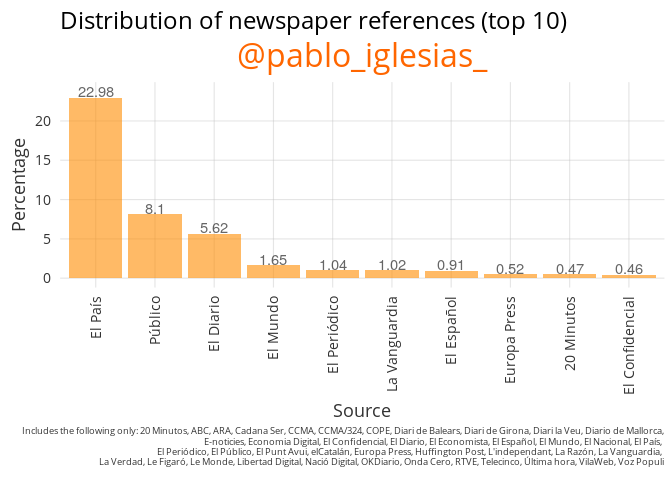 Distribution of newspaper references (top 10)
@pablo_iglesias_
22.98
8.1
5.62
1.65
1.04
1.02
0.91
0.52
0.47
0.46
Percentage
20
15
10
5
0
El País
Público
El Diario
El Mundo
El Periódico
La Vanguardia
El Español
Europa Press
20 Minutos
El Confidencial
Source
Includes the following only: 20 Minutos, ABC, ARA, Cadana Ser, CCMA, CCMA/324, COPE, Diari de Balears, Diari de Girona, Diari la Veu, Diario de Mallorca,
E-noticies, Economia Digital, El Confidencial, El Diario, El Economista, El Español, El Mundo, El Nacional, El País,
El Periódico, El Público, El Punt Avui, elCatalán, Europa Press, Huffington Post, L'independant, La Razón, La Vanguardia,
La Verdad, Le Figaró, Le Monde, Libertad Digital, Nació Digital, OKDiario, Onda Cero, RTVE, Telecinco, Última hora, VilaWeb, Voz Populi